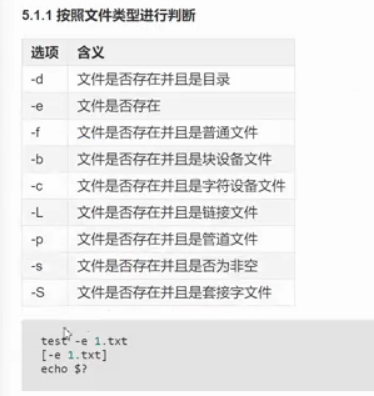 5.1.1 按照文件类型进行判断
选项 含义
-d 文件是否存在并且是目录
-e 文件是否存在
-f 文件是否存在并且是普通文件
-b 文件是否存在并且是块设备文件
-c 文件是否存在并且是字符设备文件
-L 文件是否存在并且是链接文件
-p 文件是否存在并且是管道文件
-s 文件是否存在并且是否为非空
-S 文件是否存在并且是套接字文件
test -e 1.txt
[-e 1.txt]
echo $?